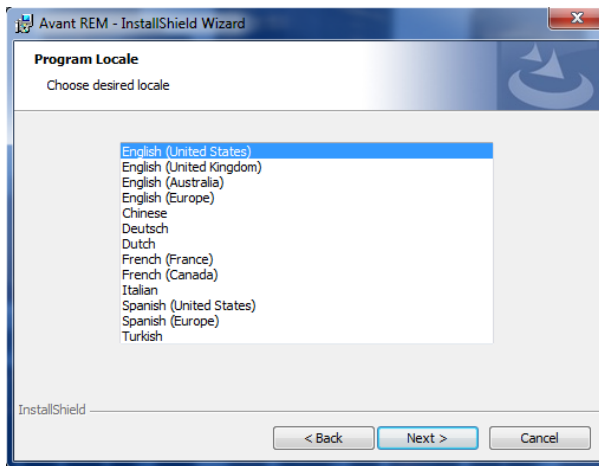 Avant REM - InstallShield Wizard
Program Locale
Choose desired locale
English (United States)
English (United Kingdom)
English (Australia)
English (Europe)
Chinese
Deutsch
Dutch
French (France)
French (Canada)
Italian
Spanish (United States)
Spanish (Europe)
Turkish
InstallShield
< Back Next > Cancel